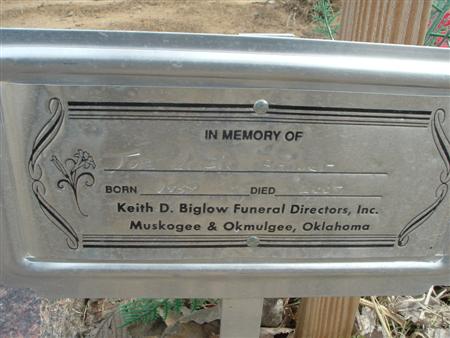 IN MEMORY OF
BORN DIED
Keith D. Biglow Funeral Directors, Inc.
Muskogee & Okmulgee, Oklahoma